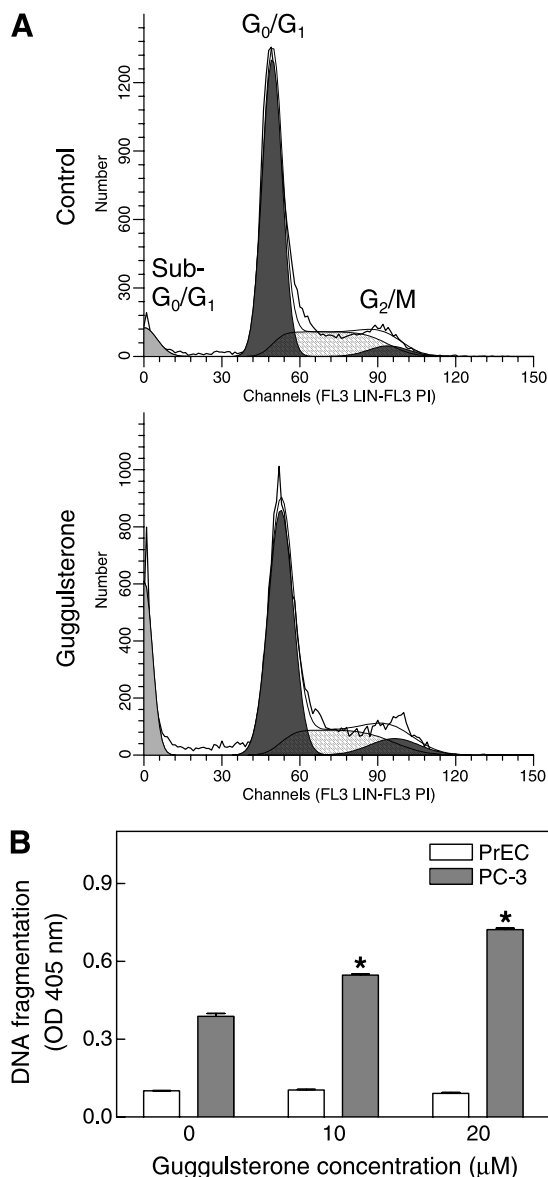 A
G0/G1
Control
Number
1200
900
600
300
0
Sub-
G0/G1
G2/M
0 30 60 90 120 150
Channels (FL3 LIN-FL3 PI)
Guggulsterone
Number
1000
800
600
400
200
0
0 30 60 90 120 150
Channels (FL3 LIN-FL3 PI)
B
PrEC
PC-3
DNA fragmentation
(OD 405 nm)
0.9
0.6
0.3
0.0
* *
0 10 20
Guggulsterone concentration (μM)